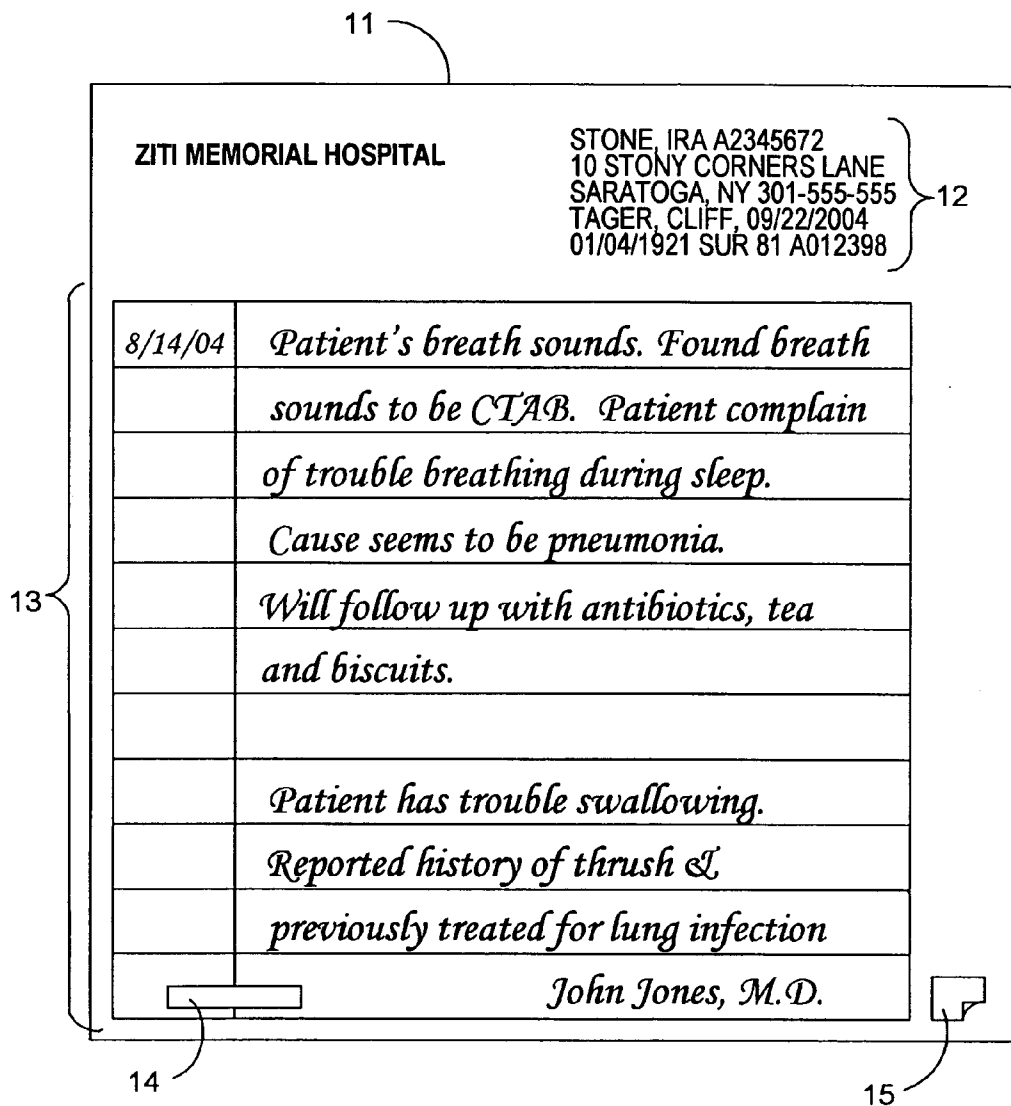 11
ZITI MEMORIAL HOSPITAL
STONE, IRA A2345672
10 STONY CORNERS LANE
SARATOGA, NY 301-555-555
TAGER, CLIFF, 09/22/2004
01/04/1921 SUR 81 A012398
12
13
8/14/04 Patient's breath sounds. Found breath
sounds to be CTAB. Patient complain
of trouble breathing during sleep.
Cause seems to be pneumonia.
Will follow up with antibiotics, tea
and biscuits.
Patient has trouble swallowing.
Reported history of thrush &
previously treated for lung infection
John Jones, M.D.
14
15